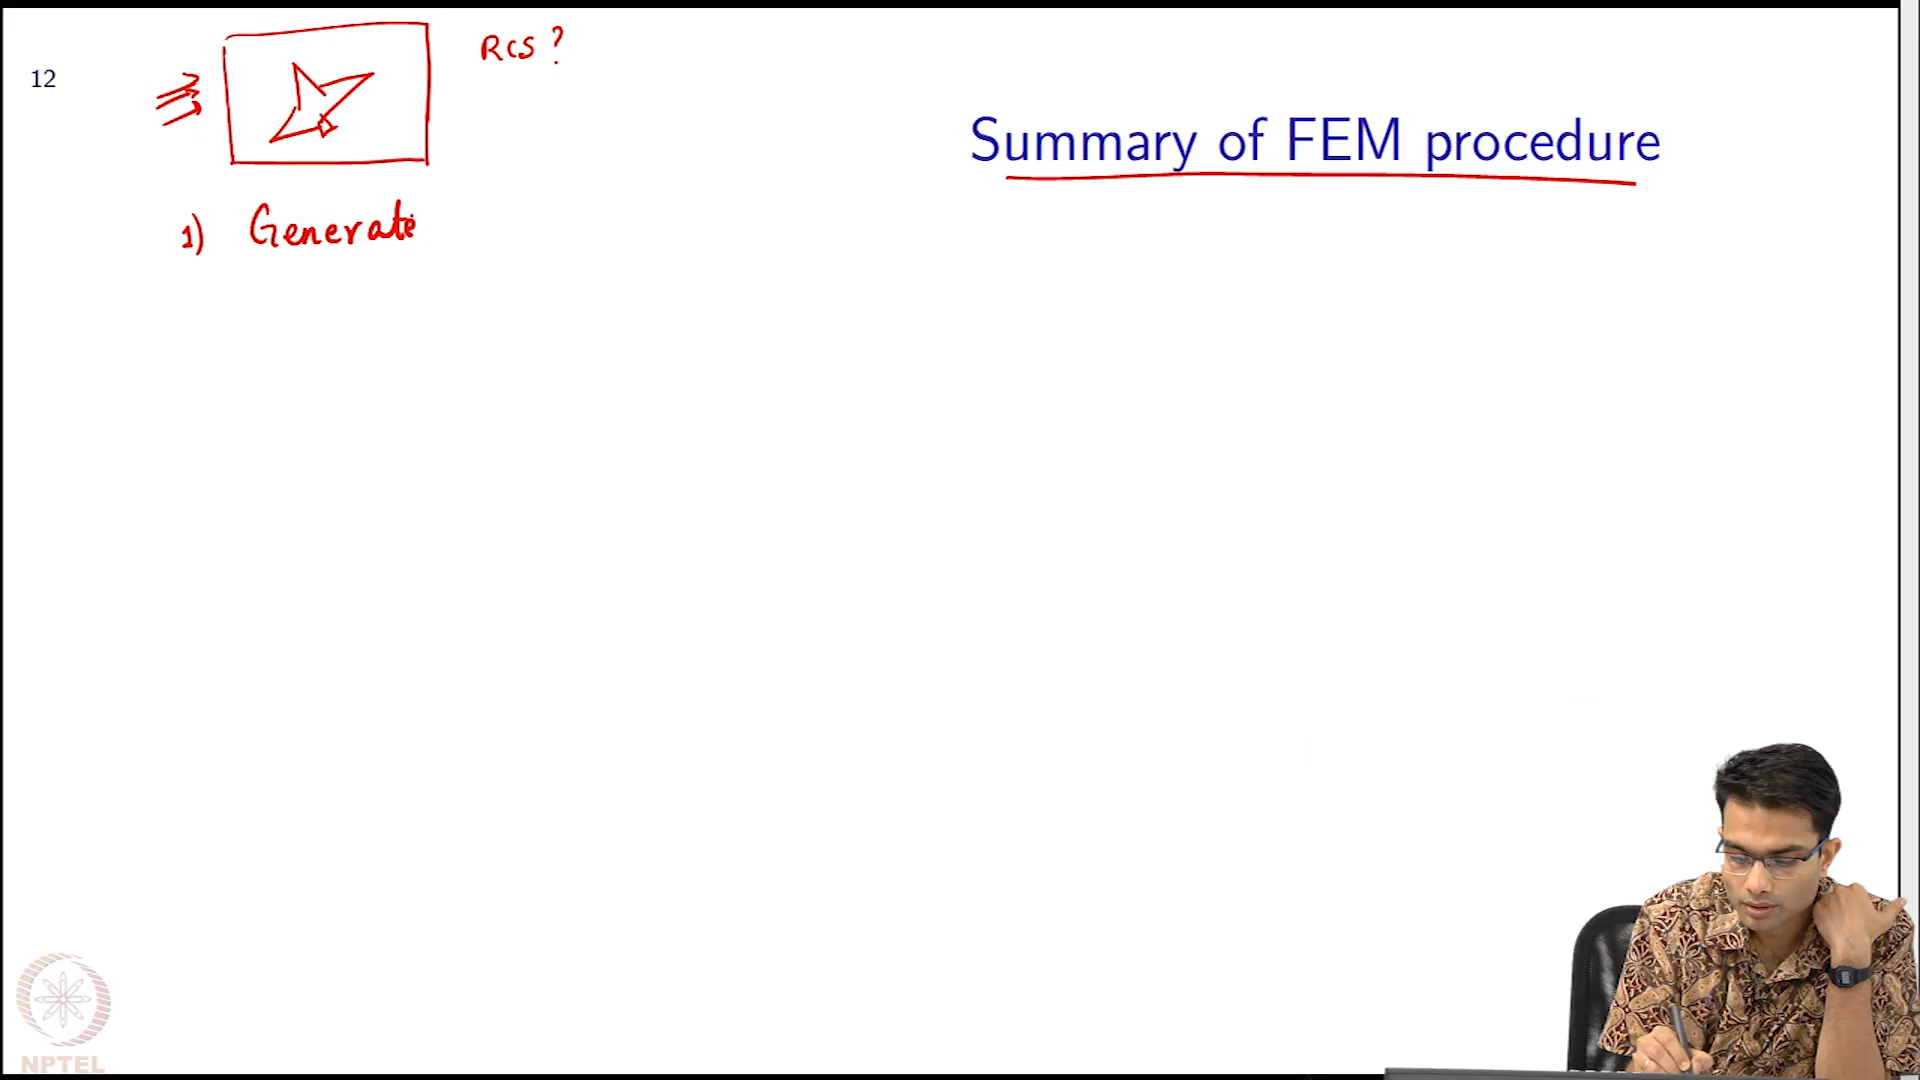 12
RCS ?
Summary of FEM procedure
1) Generate
NPTEL